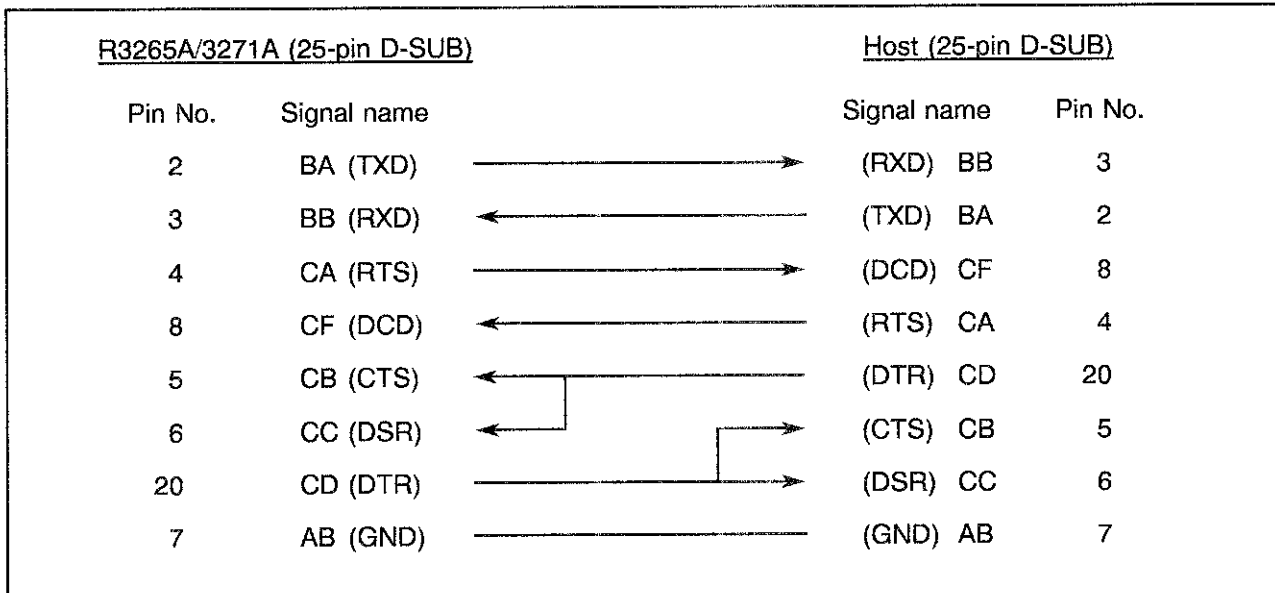 R3265A/3271A (25-pin D-SUB) Host (25-pin D-SUB)
Pin No. Signal name Signal name Pin No.
2 BA (TXD) (RXD) BB 3
3 BB (RXD) (TXD) BA 2
4 CA (RTS) (DCD) CF 8
8 CF (DCD) (RTS) CA 4
5 CB (CTS) (DTR) CD 20
6 CC (DSR) (CTS) CB 5
20 CD (DTR) (DSR) CC 6
7 AB (GND) (GND) AB 7